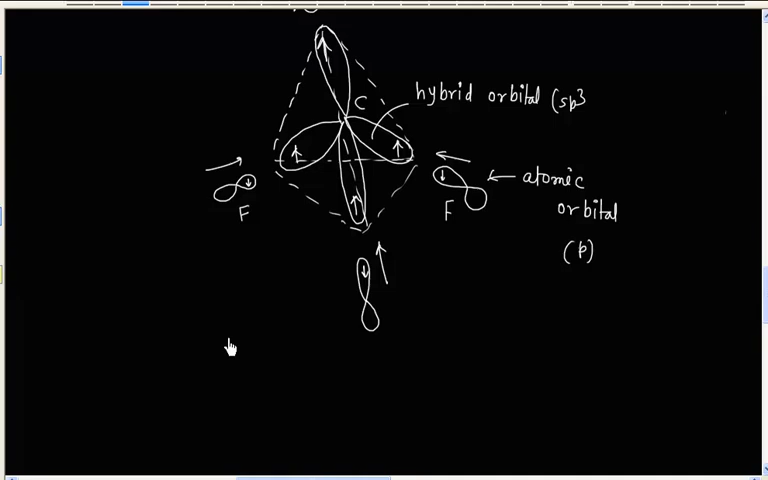 C
hybrid orbital (sp3
atomic
orbital
(p)
F
F